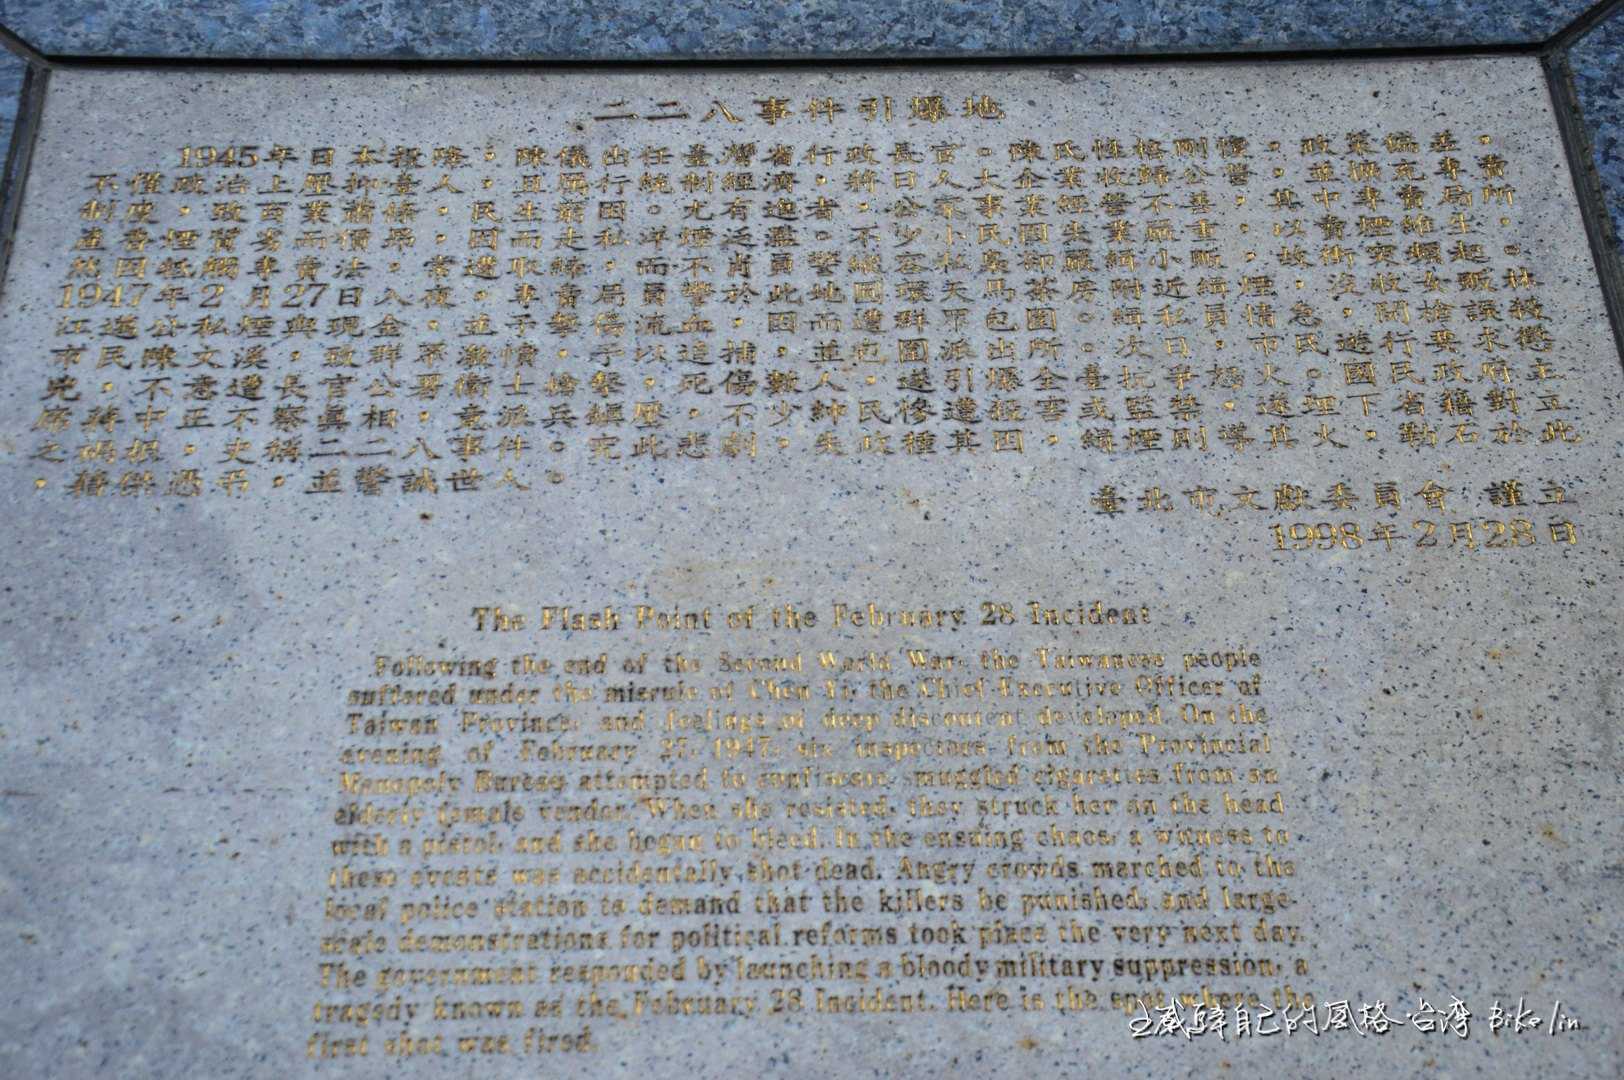 二二八事件引爆地
1945年日本投降，陳儀出任臺灣省行政長官。陳氏性格剛愎，政策偏差，
不僅政治上壓抑臺人，且厲行統制經濟，將日人大企業收歸公營，並擴充專賣
制度，致百業蕭條，民生窮困。尤有進者，公家事業經營不善，其中專賣局所
產香煙質劣而價昂，因而走私洋煙泛濫。不少小民因失業嚴重，以賣煙維生，
然因牴觸專賣法，常遭取締，而不肖員警縱容私梟卻嚴緝小販，故衝突頻起。
1947年2月27日入夜，專賣局員警於此地圓環天馬茶房附近緝煙，沒收女販林
江邁公私煙與現金，並予擊傷流血，因而遭群眾包圍。緝私員情急，開槍誤殺
市民陳文溪，致群眾激憤，予以追捕，並包圍派出所。次日，市民遊行要求懲
兇，不意遭長官公署衛士槍擊，死傷數人，遂引爆全臺抗爭怒火。國民政府主
席蔣中正不察真相，竟派兵鎮壓，不少紳民慘遭殺害或監禁，遂埋下省籍對立
之禍根，史稱二二八事件。究此悲劇，失政種其因，緝煙則導其火，勒石於此
，藉供憑弔，並警誡世人。
臺北市文獻委員會 謹立
1998年2月28日
The Flash Point of the February 28 Incident
Following the end of the Second World War, the Taiwanese people
suffered under the misrule of Chen Yi, the Chief Executive Officer of
Taiwan Province, and feelings of deep discontent developed. On the
evening of February 27, 1947, six inspectors from the Provincial
Monopoly Bureau attempted to confiscate smuggled cigarettes from an
elderly female vendor. When she resisted, they struck her on the head
with a pistol, and she began to bleed. In the ensuing chaos, a witness to
these events was accidentally shot dead. Angry crowds marched to the
local police station to demand that the killers be punished, and large-
scale demonstrations for political reforms took place the very next day.
The government responded by launching a bloody military suppression, a
tragedy known as the February 28 Incident. Here is the spot where the
first shot was fired.
自己的風格 台灣 Bike lin